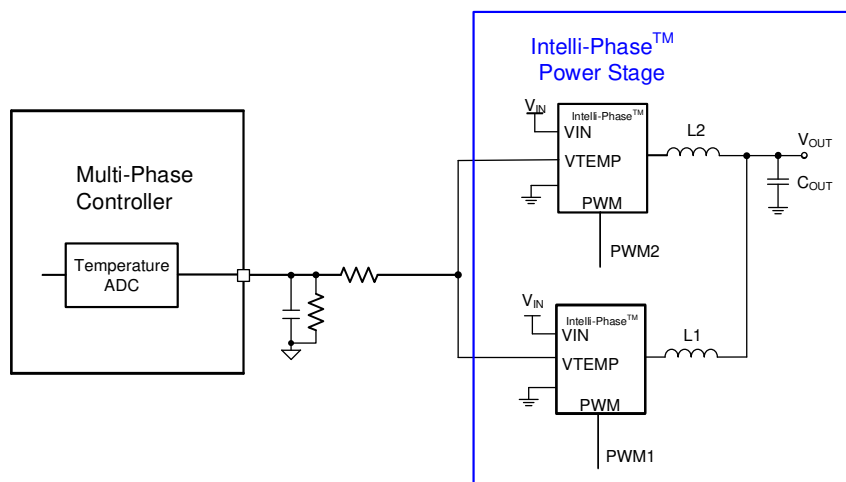 Intelli-Phase™
Power Stage
Multi-Phase
Controller
Temperature
ADC
VIN
Intelli-Phase™
VIN
VTEMP
PWM
L2
VOUT
COUT
PWM2
VIN
Intelli-Phase™
VIN
VTEMP
PWM
L1
PWM1